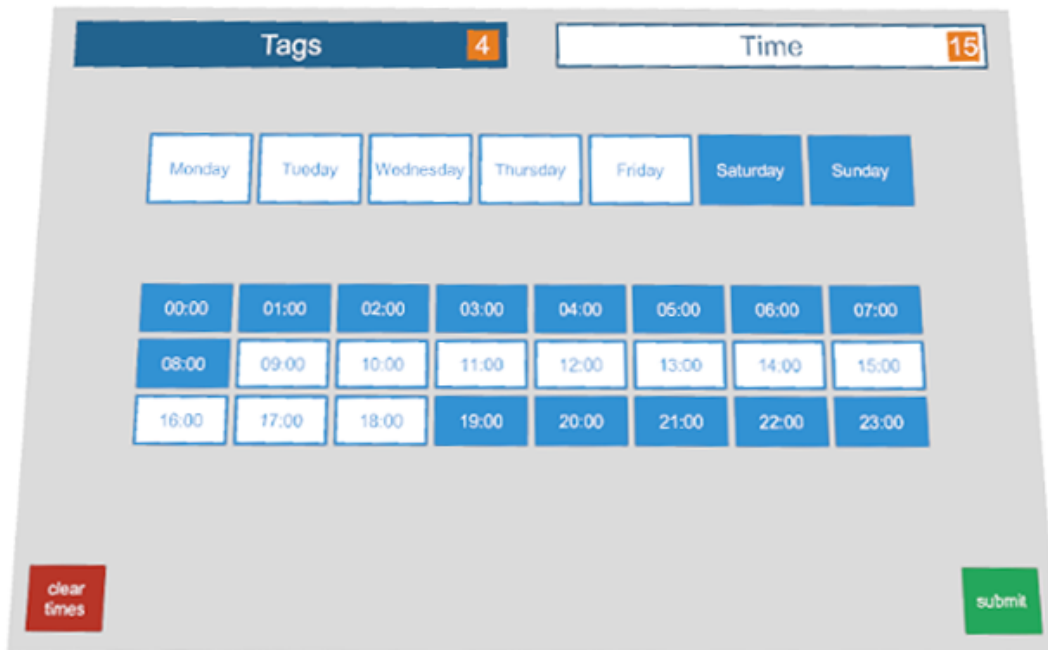 Tags 4 Time 15
Monday Tueday Wednesday Thursday Friday Saturday Sunday
00:00 01:00 02:00 03:00 04:00 05:00 06:00 07:00
08:00 09:00 10:00 11:00 12:00 13:00 14:00 15:00
16:00 17:00 18:00 19:00 20:00 21:00 22:00 23:00
clear
times
submit